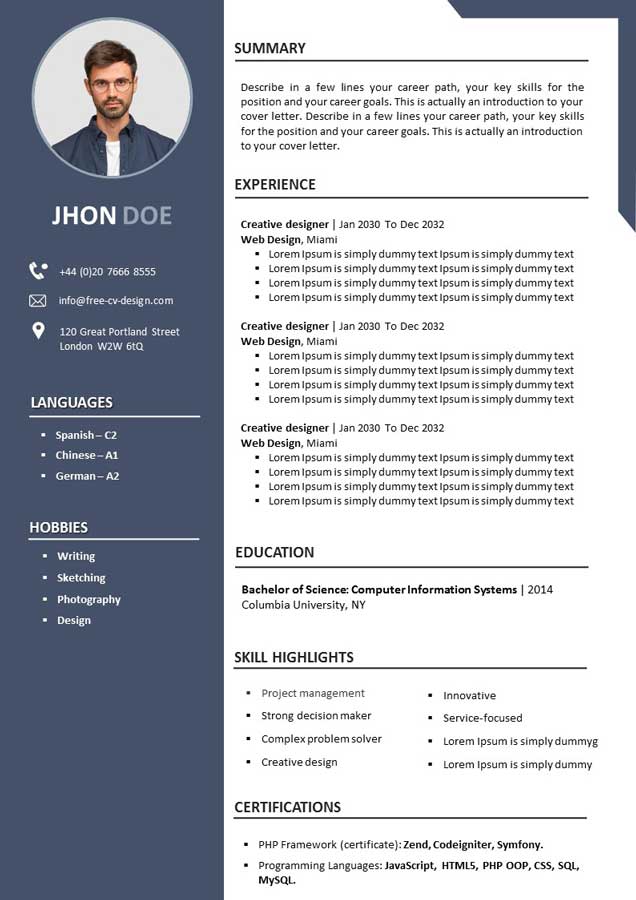 JHON DOE
+44 (0)20 7666 8555
info@free-cv-design.com
120 Great Portland Street
London W2W 6tQ
LANGUAGES
Spanish – C2
Chinese – A1
German – A2
HOBBIES
Writing
Sketching
Photography
Design
SUMMARY
Describe in a few lines your career path, your key skills for the
position and your career goals. This is actually an introduction to your
cover letter. Describe in a few lines your career path, your key skills
for the position and your career goals. This is actually an introduction
to your cover letter.
EXPERIENCE
Creative designer | Jan 2030 To Dec 2032
Web Design, Miami
Lorem Ipsum is simply dummy text Ipsum is simply dummy text
Lorem Ipsum is simply dummy text Ipsum is simply dummy text
Lorem Ipsum is simply dummy text Ipsum is simply dummy text
Lorem Ipsum is simply dummy text Ipsum is simply dummy text
Creative designer | Jan 2030 To Dec 2032
Web Design, Miami
Lorem Ipsum is simply dummy text Ipsum is simply dummy text
Lorem Ipsum is simply dummy text Ipsum is simply dummy text
Lorem Ipsum is simply dummy text Ipsum is simply dummy text
Lorem Ipsum is simply dummy text Ipsum is simply dummy text
Creative designer | Jan 2030 To Dec 2032
Web Design, Miami
Lorem Ipsum is simply dummy text Ipsum is simply dummy text
Lorem Ipsum is simply dummy text Ipsum is simply dummy text
Lorem Ipsum is simply dummy text Ipsum is simply dummy text
Lorem Ipsum is simply dummy text Ipsum is simply dummy text
EDUCATION
Bachelor of Science: Computer Information Systems | 2014
Columbia University, NY
SKILL HIGHLIGHTS
Project management
Strong decision maker
Complex problem solver
Creative design
Innovative
Service-focused
Lorem Ipsum is simply dummyg
Lorem Ipsum is simply dummy
CERTIFICATIONS
PHP Framework (certificate): Zend, Codeigniter, Symfony.
Programming Languages: JavaScript, HTML5, PHP OOP, CSS, SQL,
MySQL.